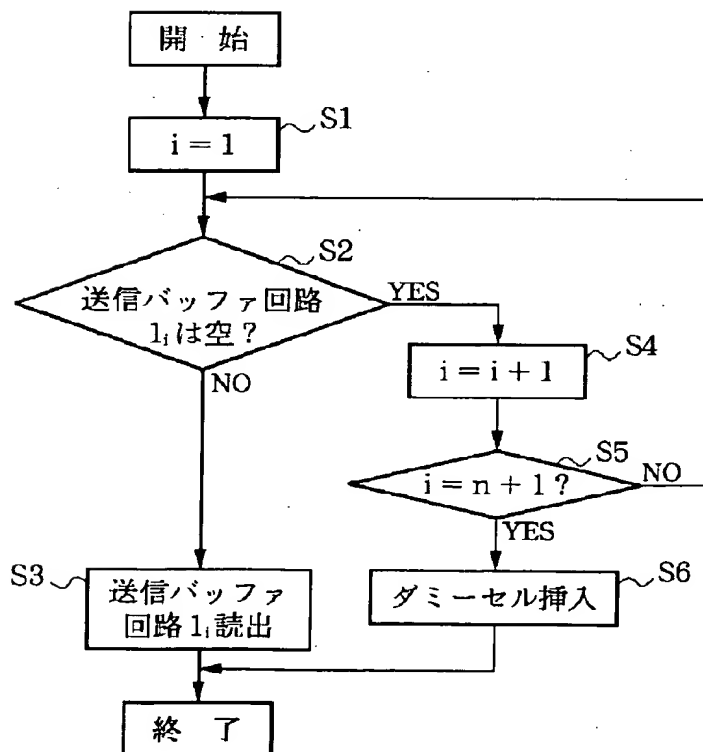 開 始
S1
i = 1
S2
送信バッファ回路
1ᵢは空？
YES
NO
S4
i = i + 1
S5
i = n + 1 ?
NO
YES
S3
送信バッファ
回路1ᵢ読出
S6
ダミーセル挿入
終 了